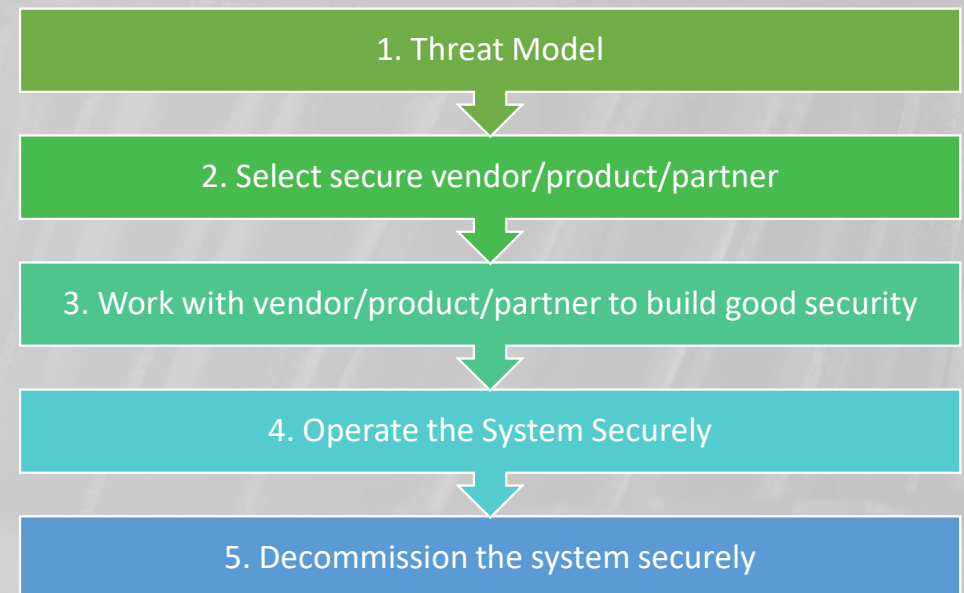 1. Threat Model
2. Select secure vendor/product/partner
3. Work with vendor/product/partner to build good security
4. Operate the System Securely
5. Decommission the system securely